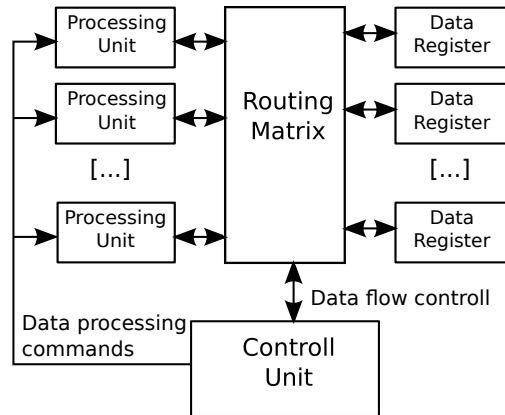 Processing
Unit
Data
Register
Processing
Unit
Routing
Matrix
Data
Register
[...]
[...]
Processing
Unit
Data
Register
Data flow controll
Data processing
commands
Controll
Unit